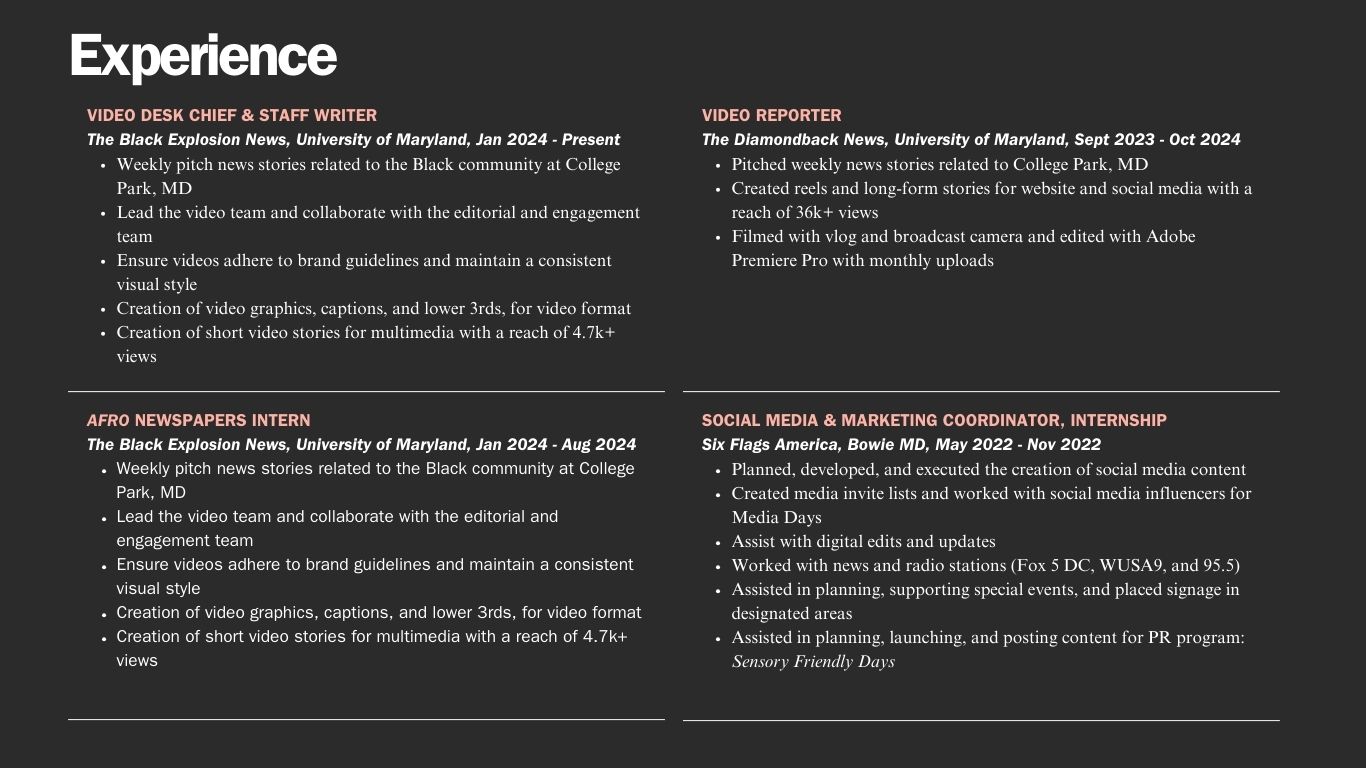 Experience
VIDEO DESK CHIEF & STAFF WRITER
The Black Explosion News, University of Maryland, Jan 2024 - Present
• Weekly pitch news stories related to the Black community at College
Park, MD
• Lead the video team and collaborate with the editorial and engagement
team
• Ensure videos adhere to brand guidelines and maintain a consistent
visual style
• Creation of video graphics, captions, and lower 3rds, for video format
• Creation of short video stories for multimedia with a reach of 4.7k+
views
VIDEO REPORTER
The Diamondback News, University of Maryland, Sept 2023 - Oct 2024
• Pitched weekly news stories related to College Park, MD
• Created reels and long-form stories for website and social media with a
reach of 36k+ views
• Filmed with vlog and broadcast camera and edited with Adobe
Premiere Pro with monthly uploads
AFRO NEWSPAPERS INTERN
The Black Explosion News, University of Maryland, Jan 2024 - Aug 2024
• Weekly pitch news stories related to the Black community at College
Park, MD
• Lead the video team and collaborate with the editorial and
engagement team
• Ensure videos adhere to brand guidelines and maintain a consistent
visual style
• Creation of video graphics, captions, and lower 3rds, for video format
• Creation of short video stories for multimedia with a reach of 4.7k+
views
SOCIAL MEDIA & MARKETING COORDINATOR, INTERNSHIP
Six Flags America, Bowie MD, May 2022 - Nov 2022
• Planned, developed, and executed the creation of social media content
• Created media invite lists and worked with social media influencers for
Media Days
• Assist with digital edits and updates
• Worked with news and radio stations (Fox 5 DC, WUSA9, and 95.5)
• Assisted in planning, supporting special events, and placed signage in
designated areas
• Assisted in planning, launching, and posting content for PR program:
Sensory Friendly Days